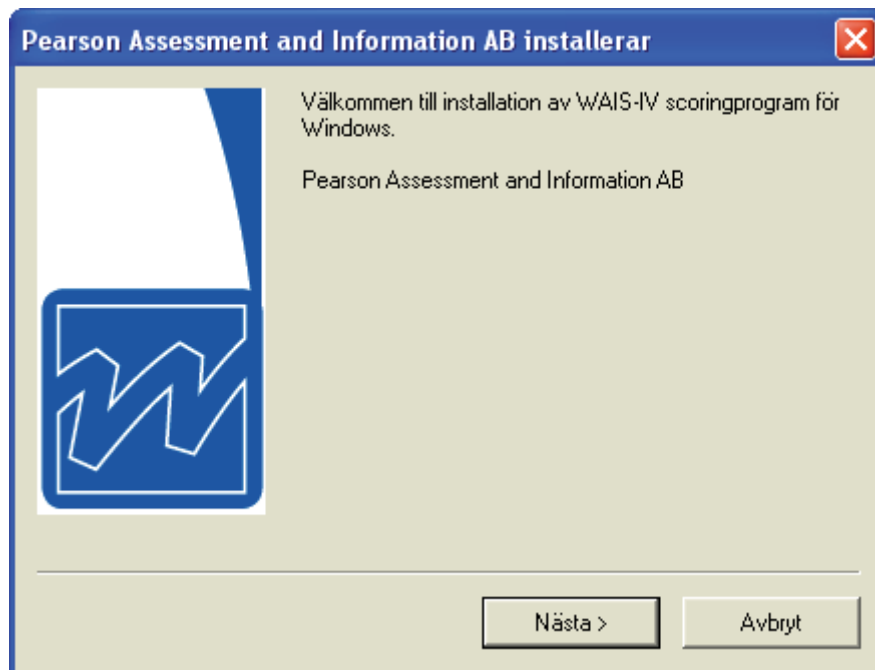 Pearson Assessment and Information AB installerar
Välkommen till installation av WAIS-IV scoringprogram för
Windows.
Pearson Assessment and Information AB
Nästa >
Avbryt